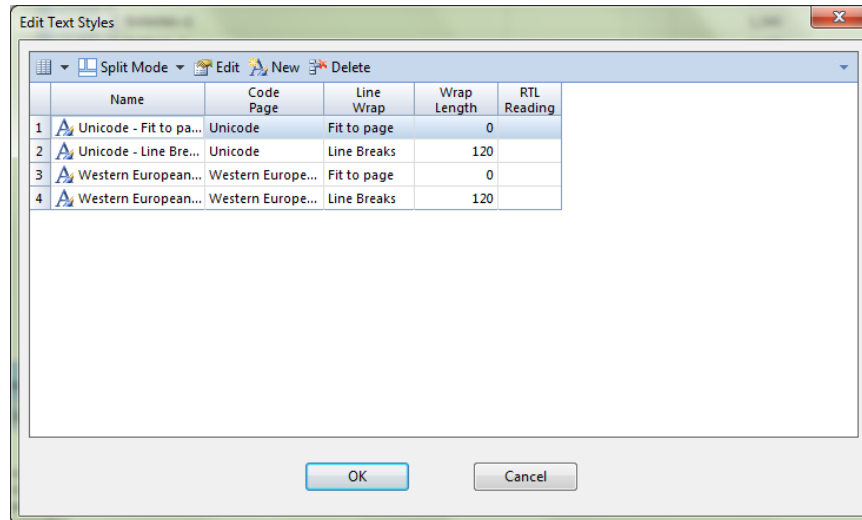 Edit Text Styles
Split Mode Edit New Delete
Name Code Page Line Wrap Wrap Length RTL Reading
1 Unicode - Fit to pa... Unicode Fit to page 0
2 Unicode - Line Bre... Unicode Line Breaks 120
3 Western European... Western Europe... Fit to page 0
4 Western European... Western Europe... Line Breaks 120
OK Cancel